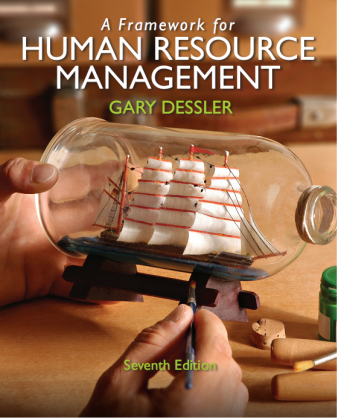 A Framework for
HUMAN RESOURCE
MANAGEMENT
GARY DESSLER
Seventh Edition